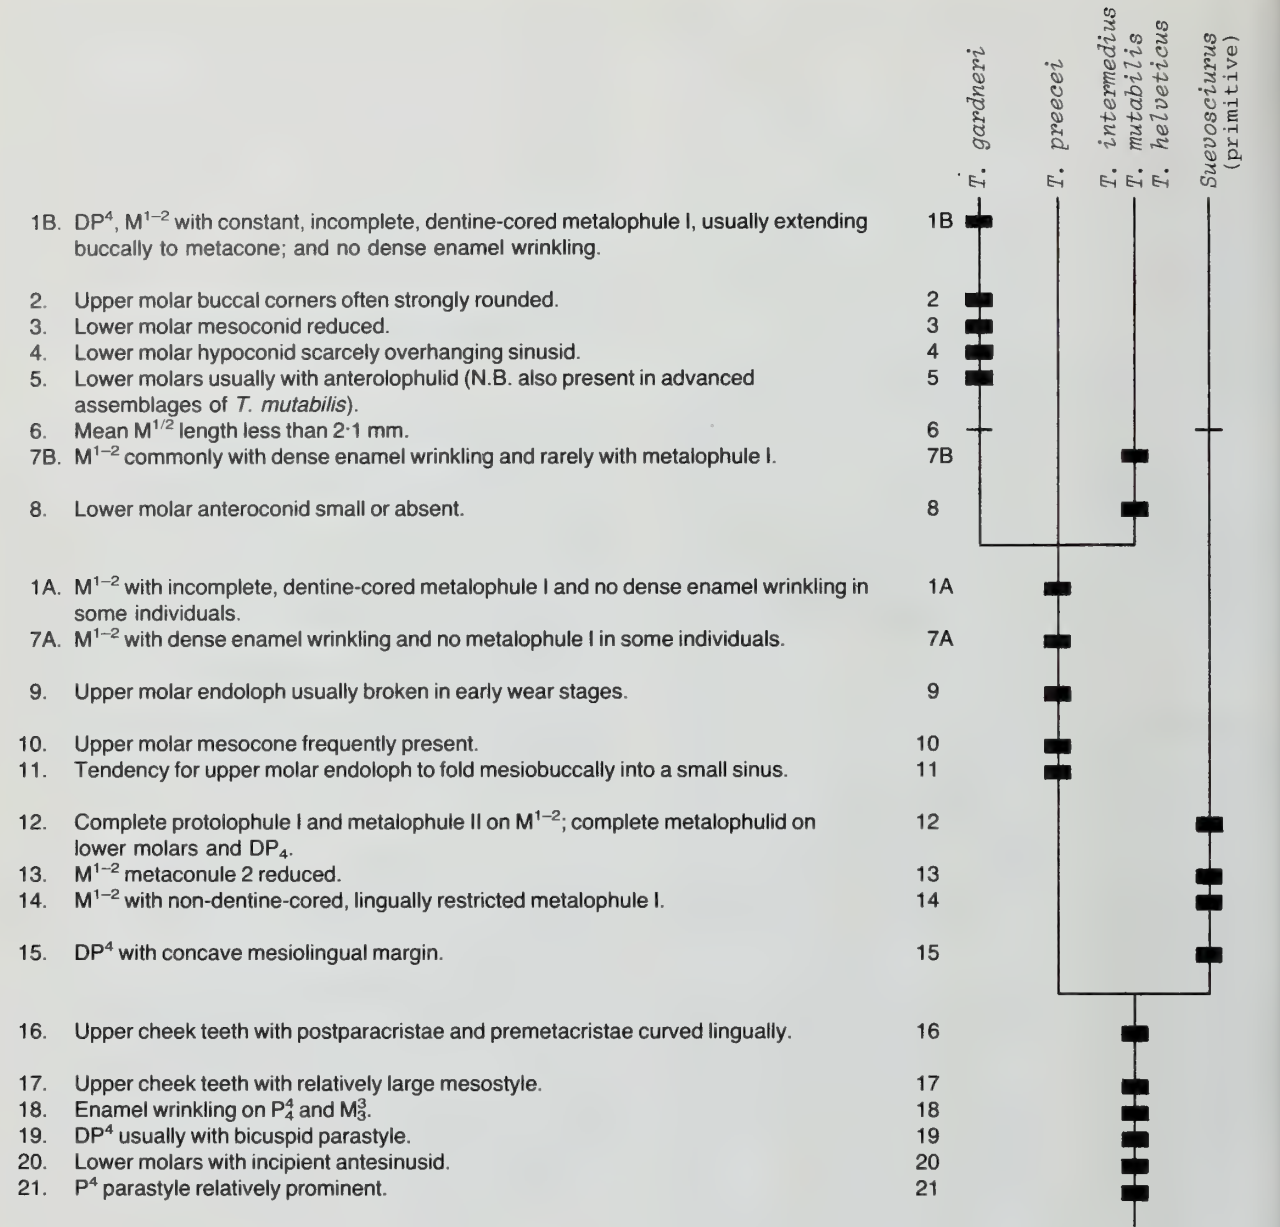 T. gardneri
T. preecei
T. intermedius
T. mutabilis
T. helveticus
Suevosciurus
(primitive)
1B. DP⁴, M¹⁻² with constant, incomplete, dentine-cored metalophule I, usually extending 1B
buccally to metacone; and no dense enamel wrinkling.
2. Upper molar buccal corners often strongly rounded. 2
3. Lower molar mesoconid reduced. 3
4. Lower molar hypoconid scarcely overhanging sinusid. 4
5. Lower molars usually with anterolophulid (N.B. also present in advanced 5
assemblages of T. mutabilis).
6. Mean M¹/² length less than 2·1 mm. 6
7B. M¹⁻² commonly with dense enamel wrinkling and rarely with metalophule I. 7B
8. Lower molar anteroconid small or absent. 8
1A. M¹⁻² with incomplete, dentine-cored metalophule I and no dense enamel wrinkling in 1A
some individuals.
7A. M¹⁻² with dense enamel wrinkling and no metalophule I in some individuals. 7A
9. Upper molar endoloph usually broken in early wear stages. 9
10. Upper molar mesocone frequently present. 10
11. Tendency for upper molar endoloph to fold mesiobuccally into a small sinus. 11
12. Complete protolophule I and metalophule II on M¹⁻²; complete metalophulid on 12
lower molars and DP₄.
13. M¹⁻² metaconule 2 reduced. 13
14. M¹⁻² with non-dentine-cored, lingually restricted metalophule I. 14
15. DP⁴ with concave mesiolingual margin. 15
16. Upper cheek teeth with postparacristae and premetacristae curved lingually. 16
17. Upper cheek teeth with relatively large mesostyle. 17
18. Enamel wrinkling on P⁴₄ and M³₃. 18
19. DP⁴ usually with bicuspid parastyle. 19
20. Lower molars with incipient antesinusid. 20
21. P⁴ parastyle relatively prominent. 21